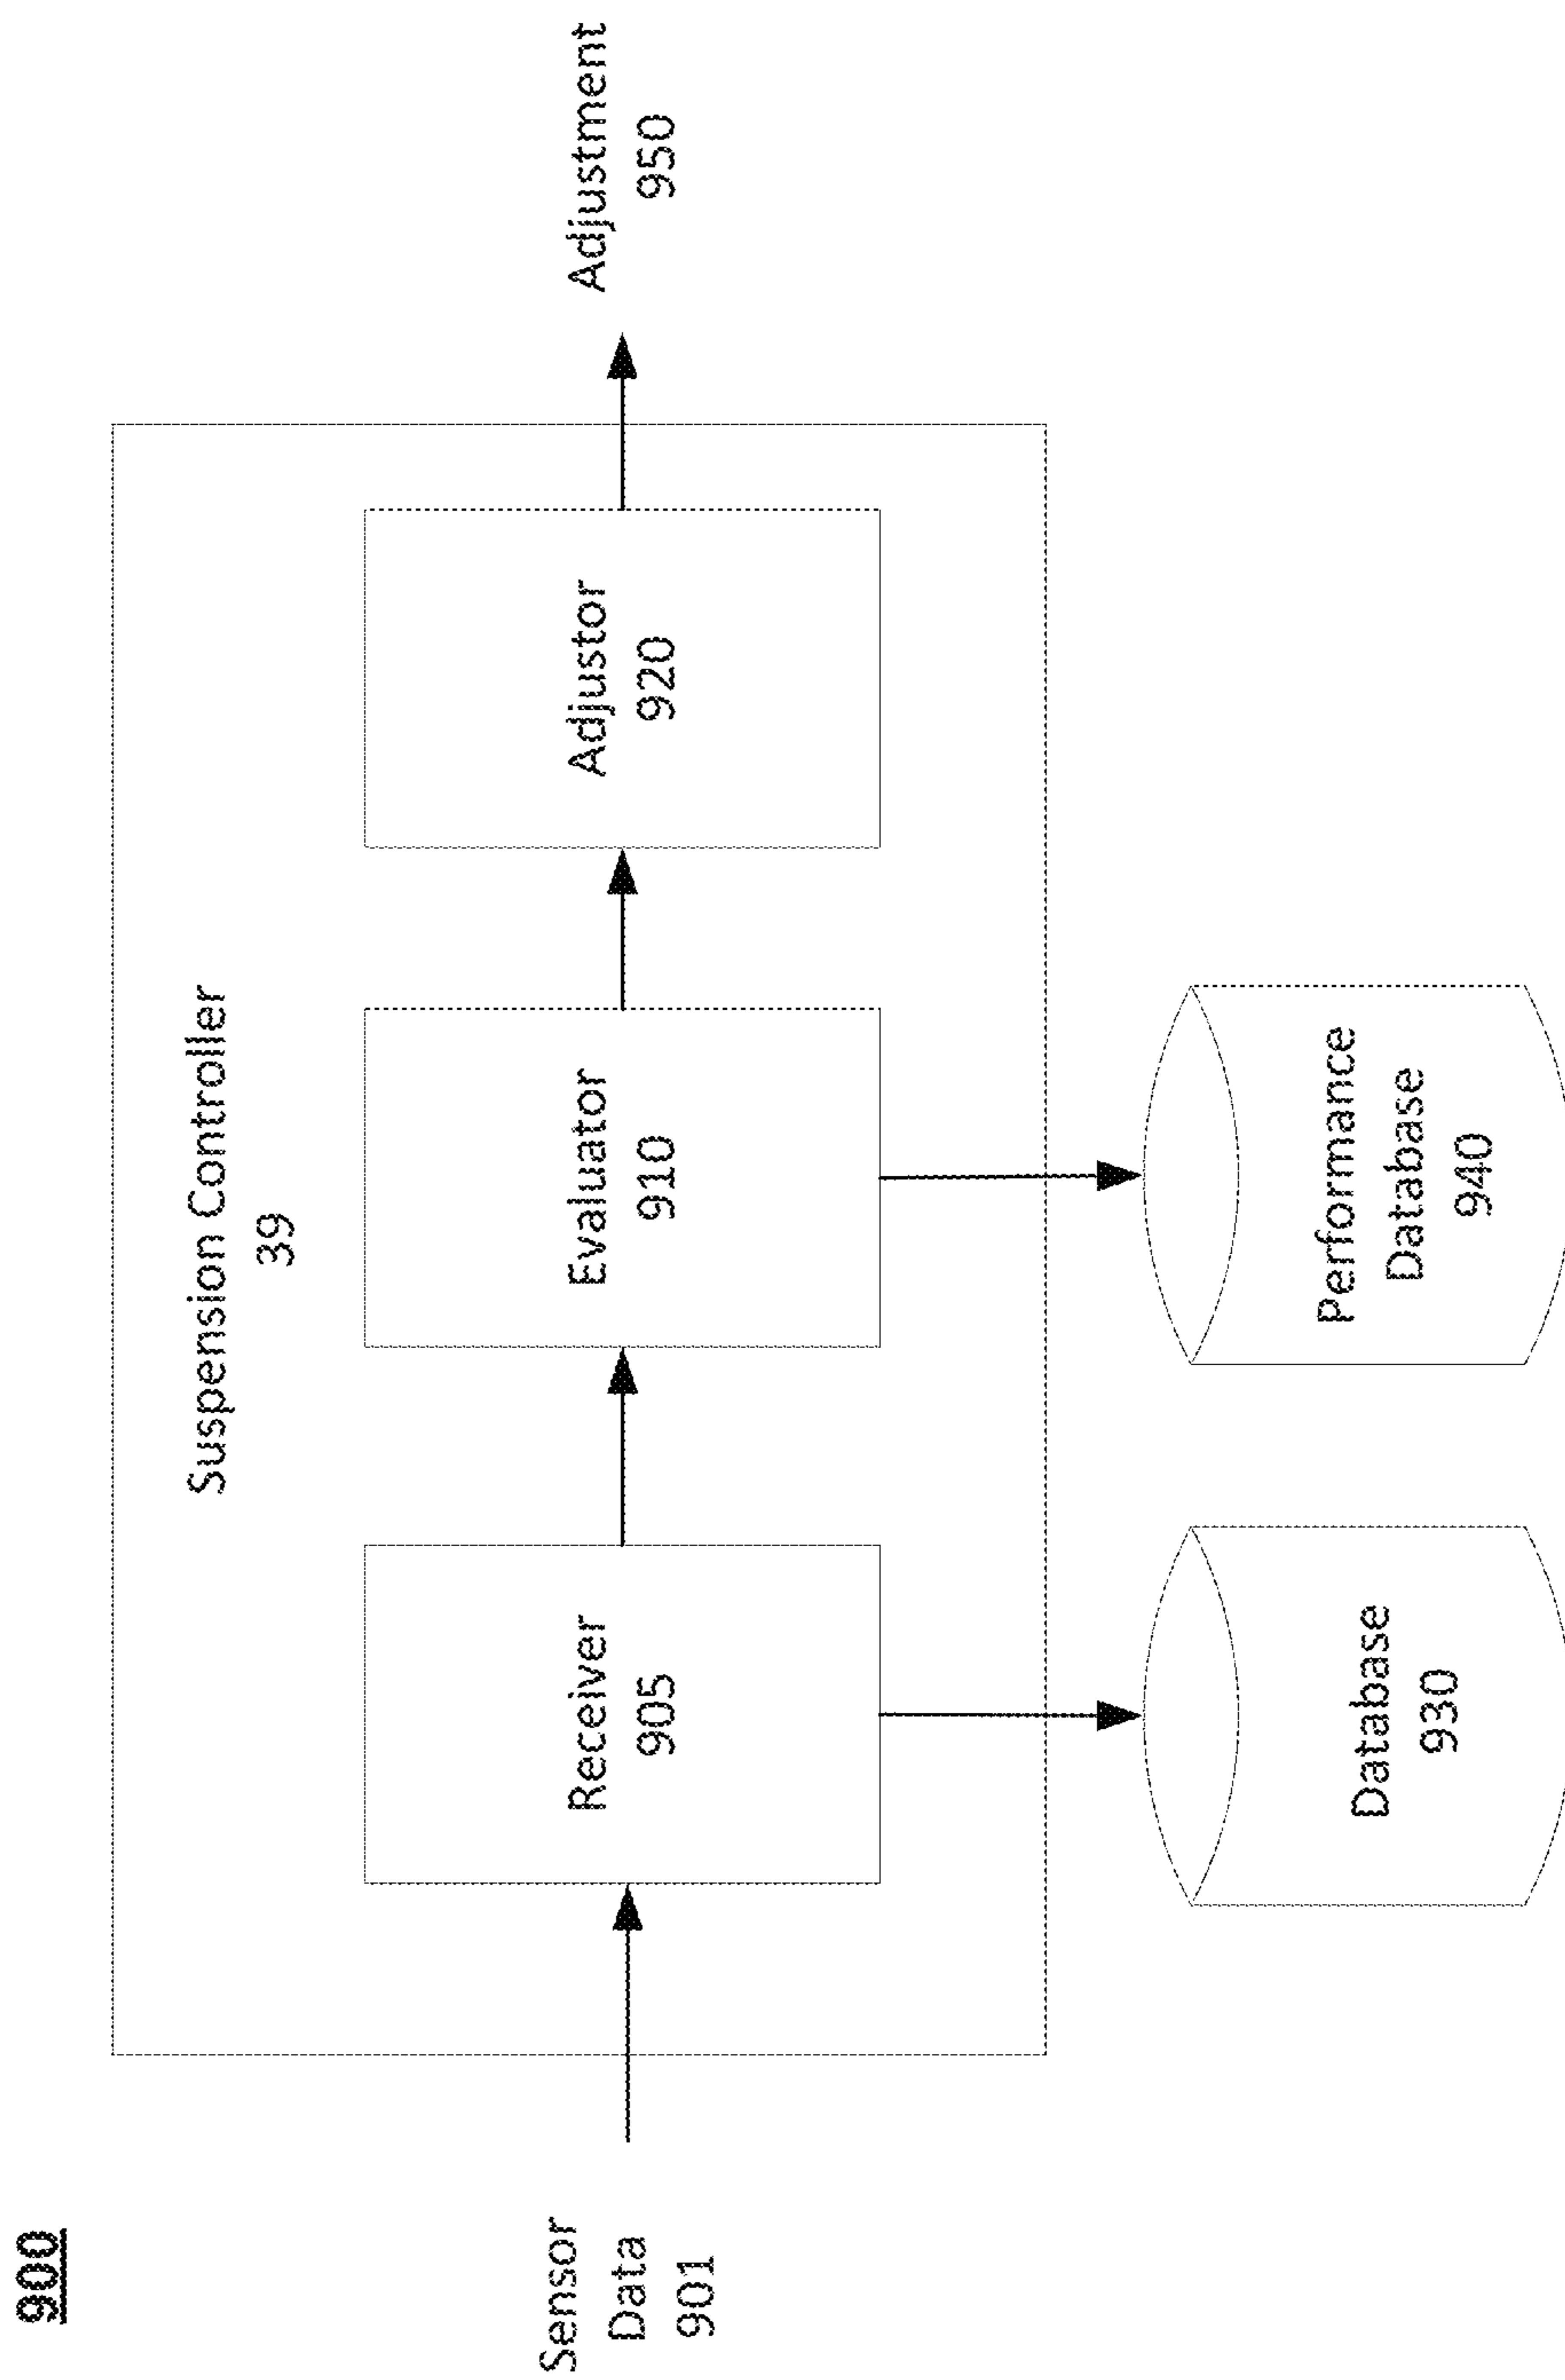 900
Suspension Controller
39
Sensor
Data
901
Receiver
905
Evaluator
910
Adjustor
920
Adjustment
950
Database
930
Performance
Database
940